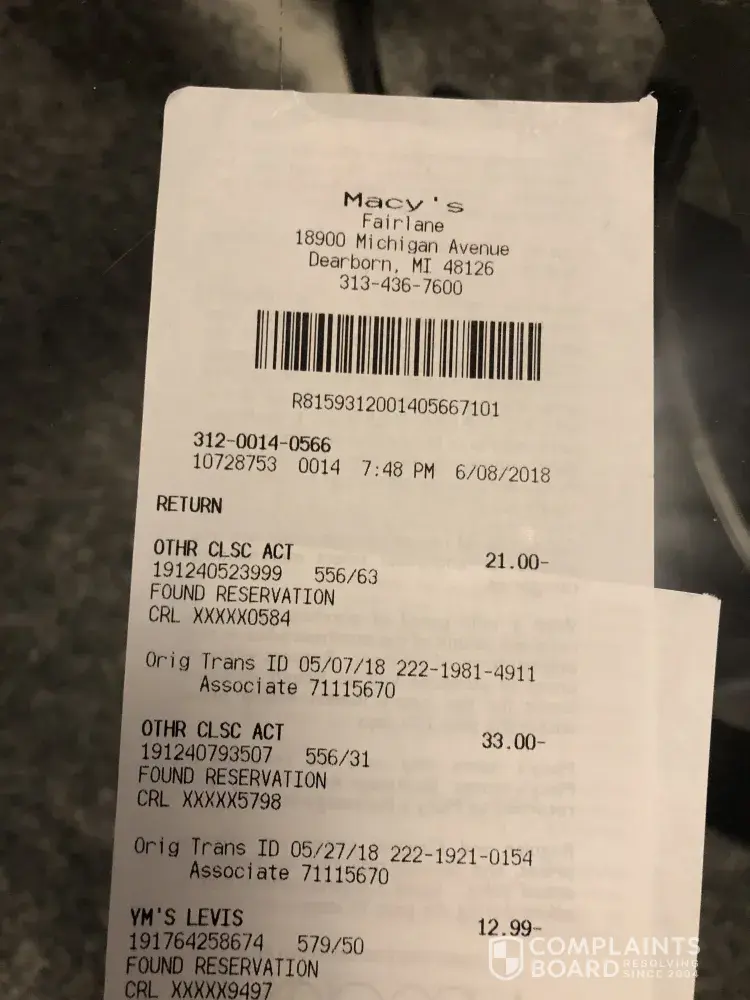 Macy's
Fairlane
18900 Michigan Avenue
Dearborn, MI 48126
313-436-7600
R8159312001405667101
312-0014-0566
10728753 0014 7:48 PM 6/08/2018
RETURN
OTHR CLSC ACT 21.00-
191240523999 556/63
FOUND RESERVATION
CRL XXXXX0584
Orig Trans ID 05/07/18 222-1981-4911
Associate 71115670
OTHR CLSC ACT 33.00-
191240793507 556/31
FOUND RESERVATION
CRL XXXXX5798
Orig Trans ID 05/27/18 222-1921-0154
Associate 71115670
YM'S LEVIS 12.99-
191764258674 579/50
FOUND RESERVATION
CRL XXXXX9497
COMPLAINTS
BOARD RESOLVING
SINCE 2004